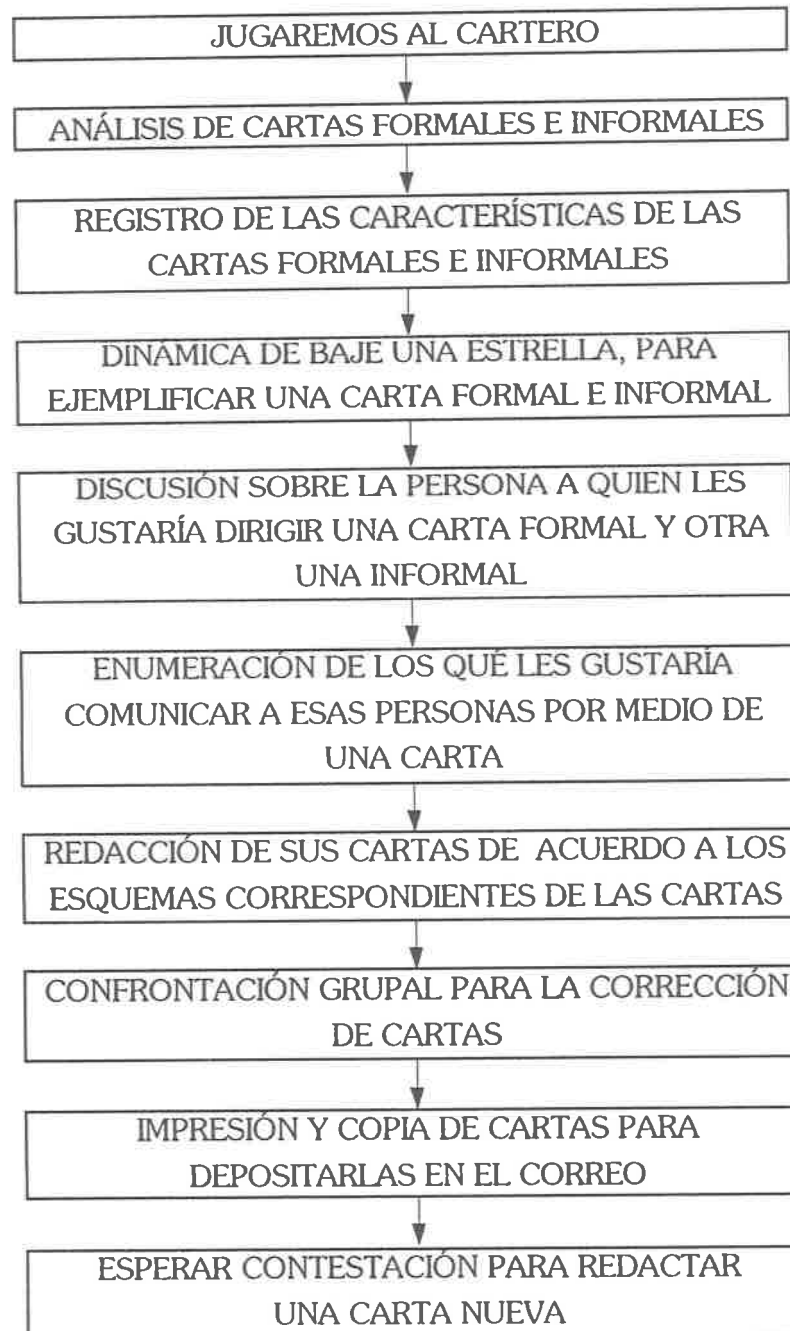 JUGAREMOS AL CARTERO
ANÁLISIS DE CARTAS FORMALES E INFORMALES
REGISTRO DE LAS CARACTERÍSTICAS DE LAS
CARTAS FORMALES E INFORMALES
DINÁMICA DE BAJE UNA ESTRELLA, PARA
EJEMPLIFICAR UNA CARTA FORMAL E INFORMAL
DISCUSIÓN SOBRE LA PERSONA A QUIEN LES
GUSTARÍA DIRIGIR UNA CARTA FORMAL Y OTRA
UNA INFORMAL
ENUMERACIÓN DE LOS QUÉ LES GUSTARÍA
COMUNICAR A ESAS PERSONAS POR MEDIO DE
UNA CARTA
REDACCIÓN DE SUS CARTAS DE ACUERDO A LOS
ESQUEMAS CORRESPONDIENTES DE LAS CARTAS
CONFRONTACIÓN GRUPAL PARA LA CORRECCIÓN
DE CARTAS
IMPRESIÓN Y COPIA DE CARTAS PARA
DEPOSITARLAS EN EL CORREO
ESPERAR CONTESTACIÓN PARA REDACTAR
UNA CARTA NUEVA